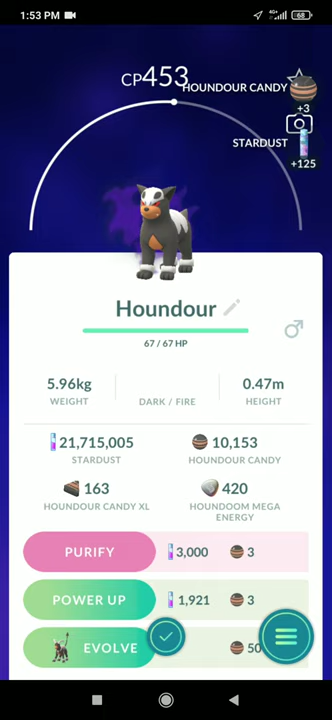 1:53 PM
4G+
68
CP453
HOUNDOUR CANDY
+3
STARDUST
+125
Houndour
67 / 67 HP
5.96kg
0.47m
WEIGHT
DARK / FIRE
HEIGHT
21,715,005
10,153
STARDUST
HOUNDOUR CANDY
163
420
HOUNDOUR CANDY XL
HOUNDOOM MEGA
ENERGY
PURIFY
3,000
3
POWER UP
1,921
3
EVOLVE
50